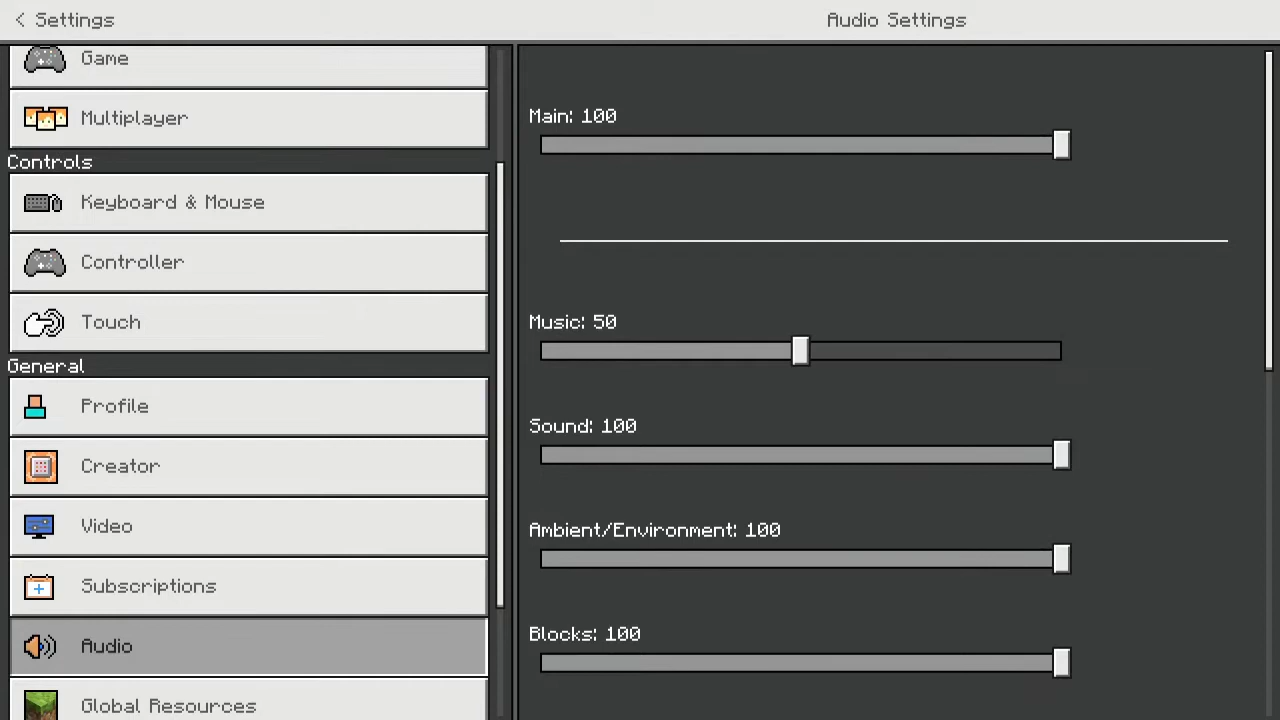 Settings
Audio Settings
Game
Multiplayer
Controls
Keyboard & Mouse
Controller
Touch
General
Profile
Creator
Video
Subscriptions
Audio
Global Resources
Main: 100
Music: 50
Sound: 100
Ambient/Environment: 100
Blocks: 100